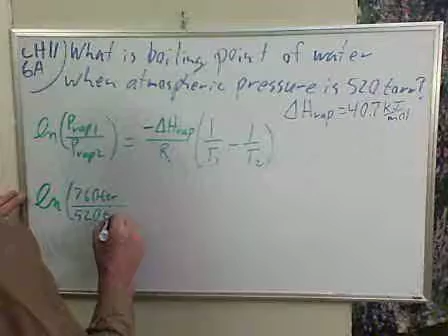 CH11 What is boiling point of water
6A when atmospheric pressure is 520 torr?
ΔHvap = 40.7 kJ/mol
ln(Pvap1/Pvap2) = -ΔHvap/R (1/T1 - 1/T2)
ln(760torr/520t